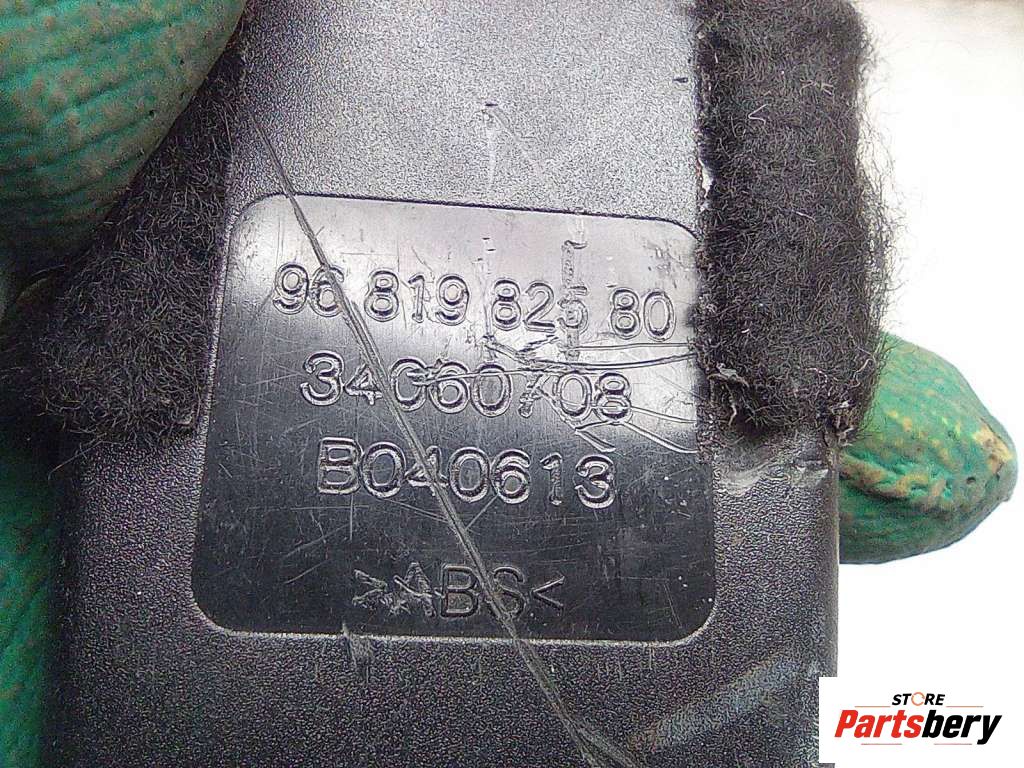 96 819 825 80
34060708
B040613
>ABS<
STORE
Partsbery